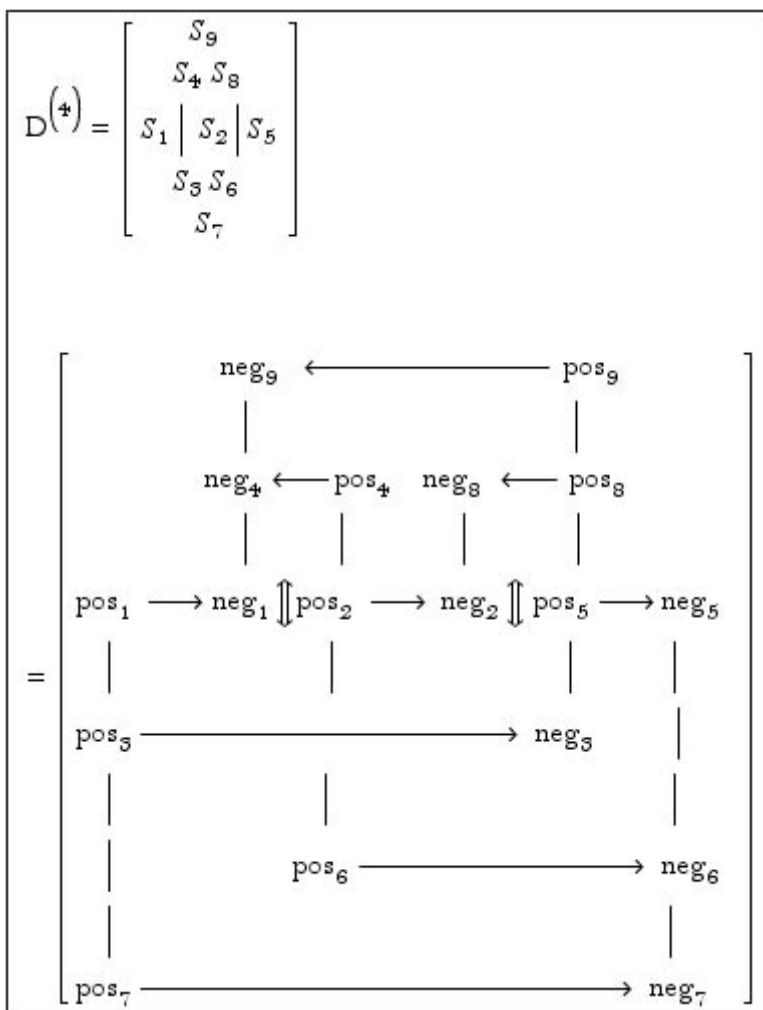 S₉
S₄ S₈
D⁽⁴⁾ = [ S₁ | S₂ | S₅ ]
S₃ S₆
S₇
neg₉ ← pos₉
neg₄ ← pos₄ neg₈ ← pos₈
pos₁ → neg₁ ⇕ pos₂ → neg₂ ⇕ pos₅ → neg₅
=
pos₃ → neg₃
pos₆ → neg₆
pos₇ → neg₇